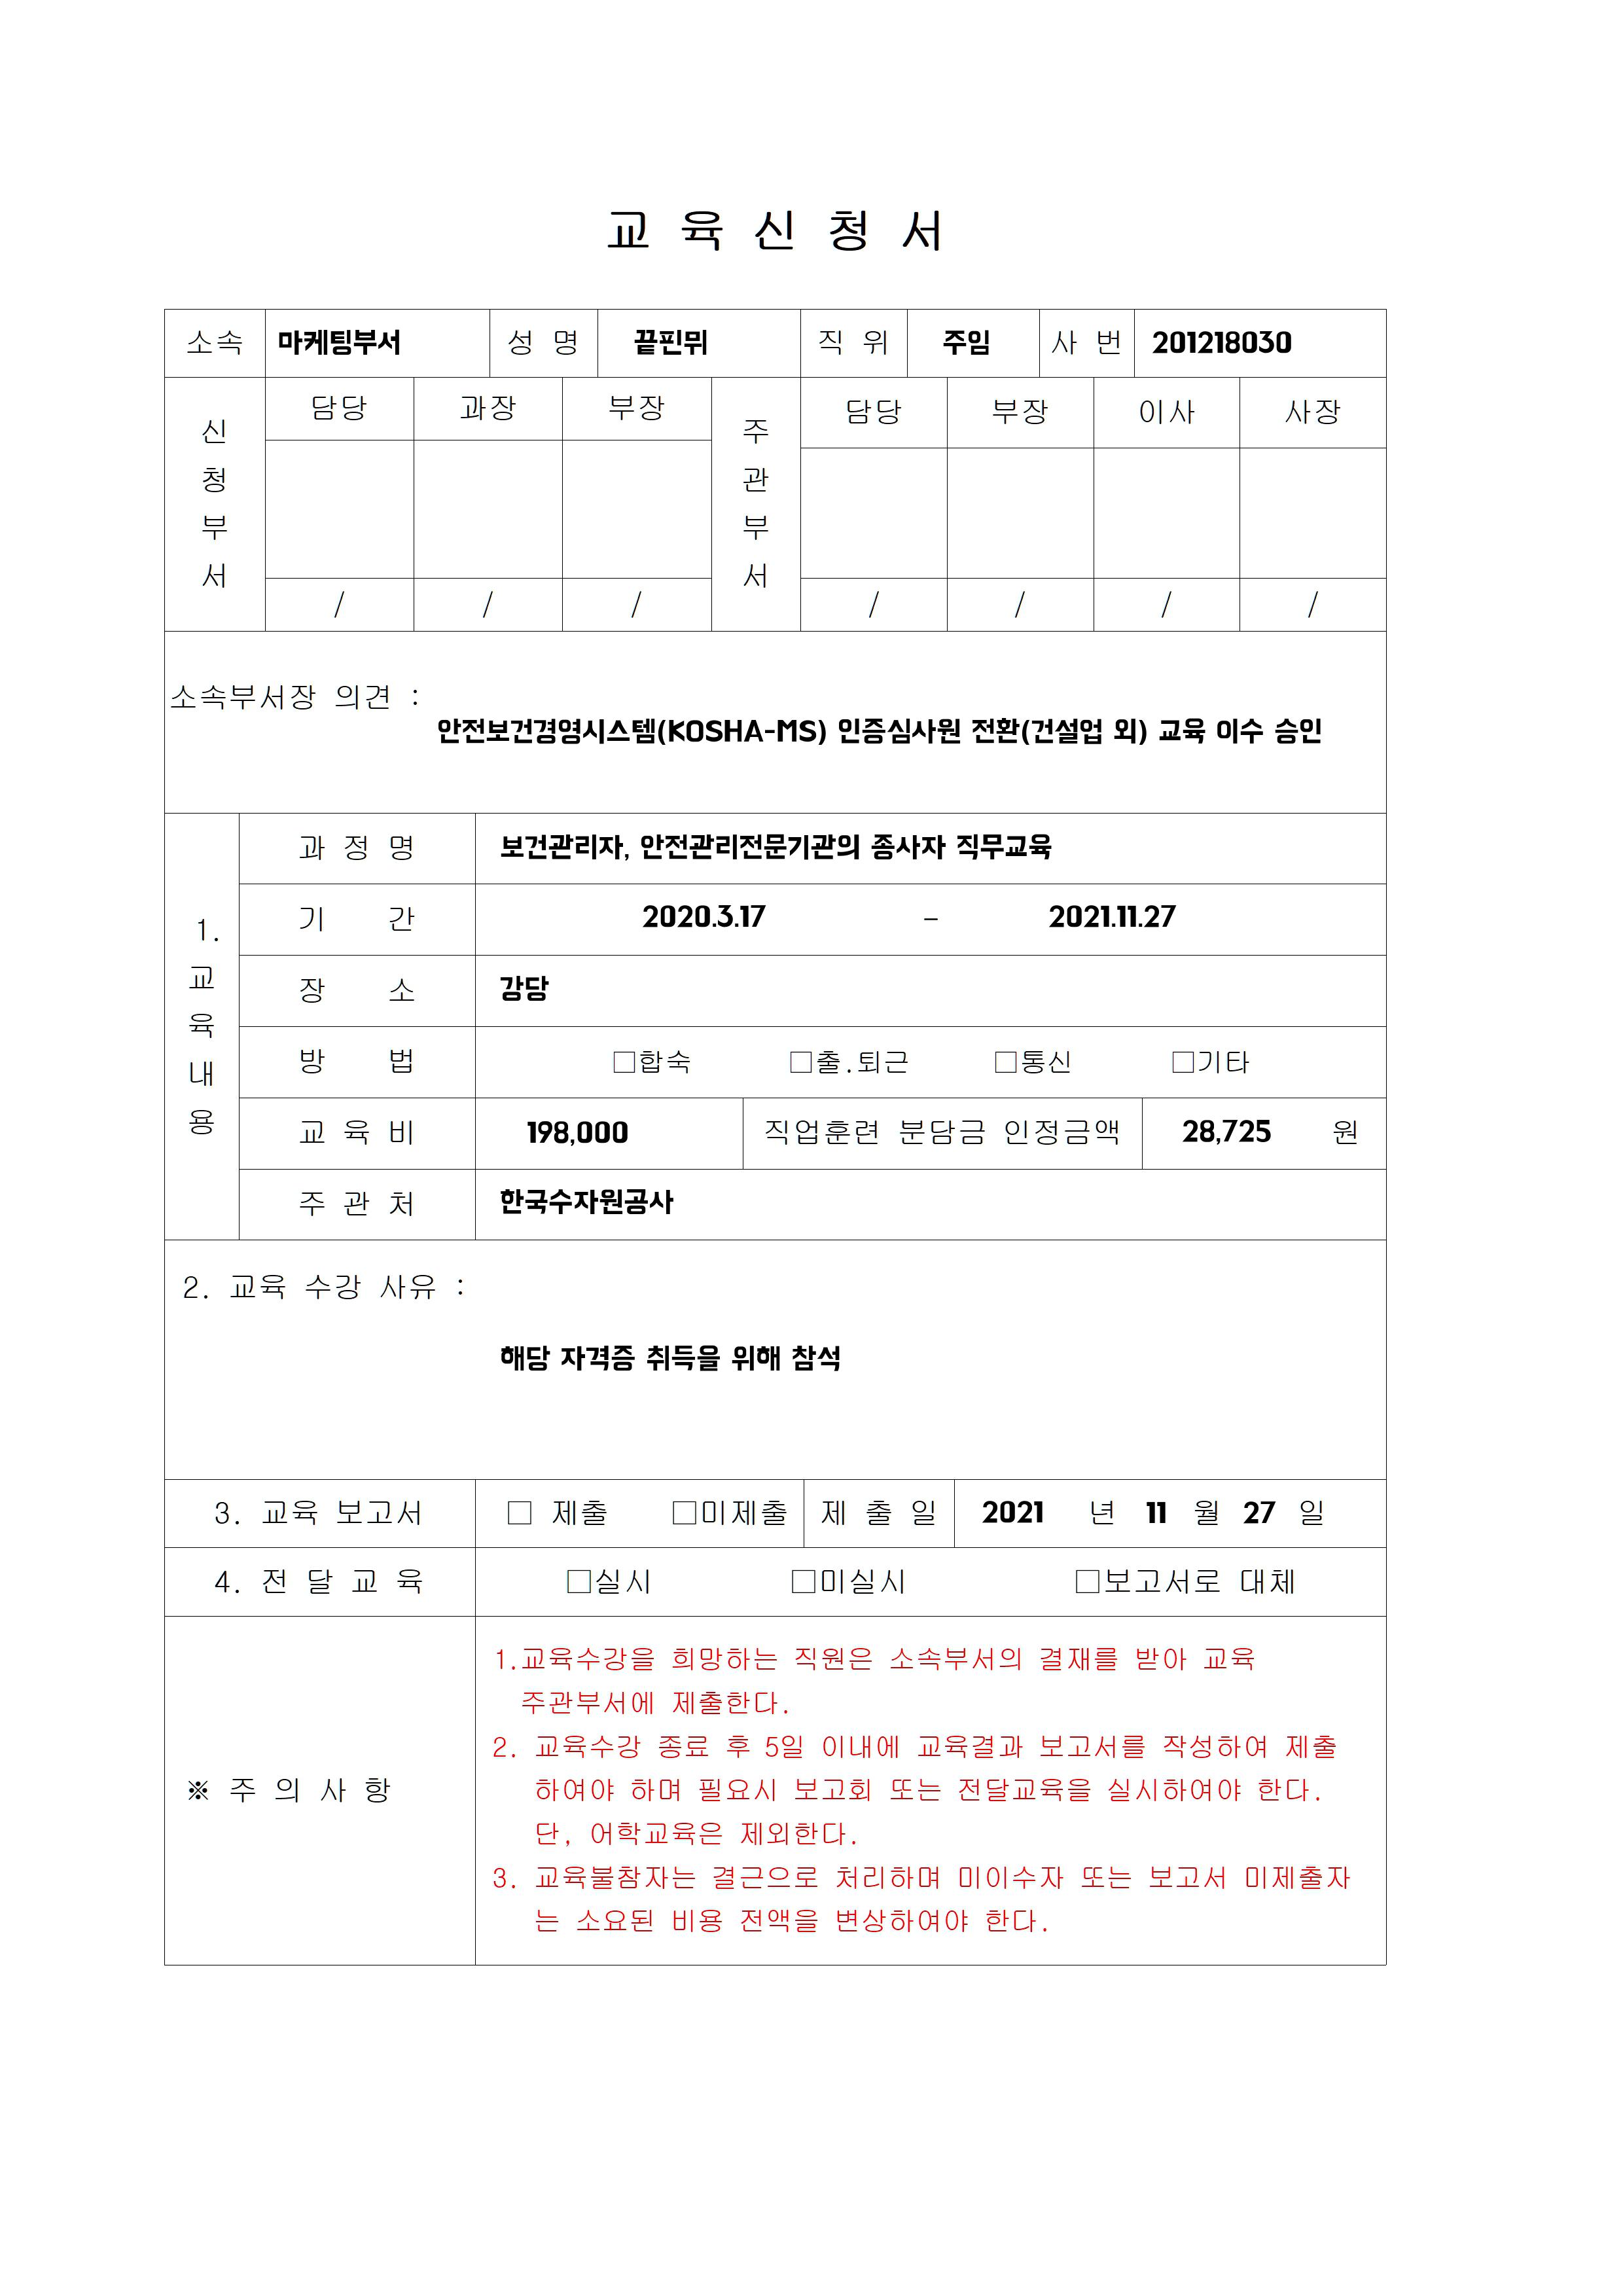 교 육 신 청 서
소속 마케팅부서 성 명 끝핀뮈 직 위 주임 사 번 201218030
신청부서 담당 과장 부장 주관부서 담당 부장 이사 사장
/ / / / / / /
소속부서장 의견 :
안전보건경영시스템(KOSHA-MS) 인증심사원 전환(건설업 외) 교육 이수 승인
1. 교육내용
과 정 명 보건관리자, 안전관리전문기관의 종사자 직무교육
기 간 2020.3.17 - 2021.11.27
장 소 강당
방 법 □합숙 □출.퇴근 □통신 □기타
교 육 비 198,000 직업훈련 분담금 인정금액 28,725 원
주 관 처 한국수자원공사
2. 교육 수강 사유 :
해당 자격증 취득을 위해 참석
3. 교육 보고서 □ 제출 □미제출 제 출 일 2021 년 11 월 27 일
4. 전 달 교 육 □실시 □미실시 □보고서로 대체
※ 주 의 사 항
1.교육수강을 희망하는 직원은 소속부서의 결재를 받아 교육
주관부서에 제출한다.
2. 교육수강 종료 후 5일 이내에 교육결과 보고서를 작성하여 제출
하여야 하며 필요시 보고회 또는 전달교육을 실시하여야 한다.
단, 어학교육은 제외한다.
3. 교육불참자는 결근으로 처리하며 미이수자 또는 보고서 미제출자
는 소요된 비용 전액을 변상하여야 한다.